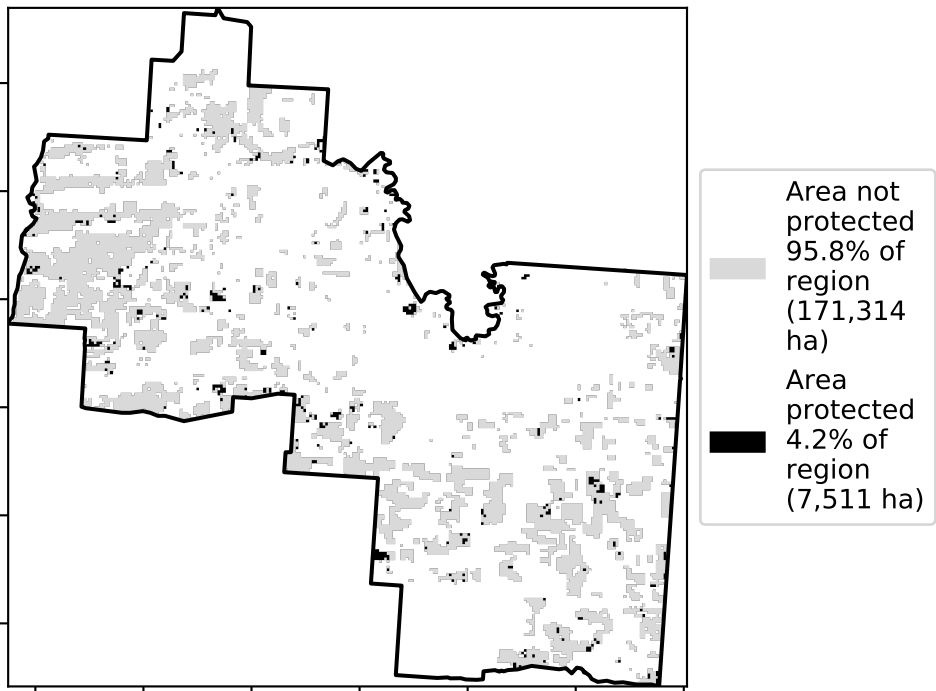 Area not
protected
95.8% of
region
(171,314
ha)
Area
protected
4.2% of
region
(7,511 ha)